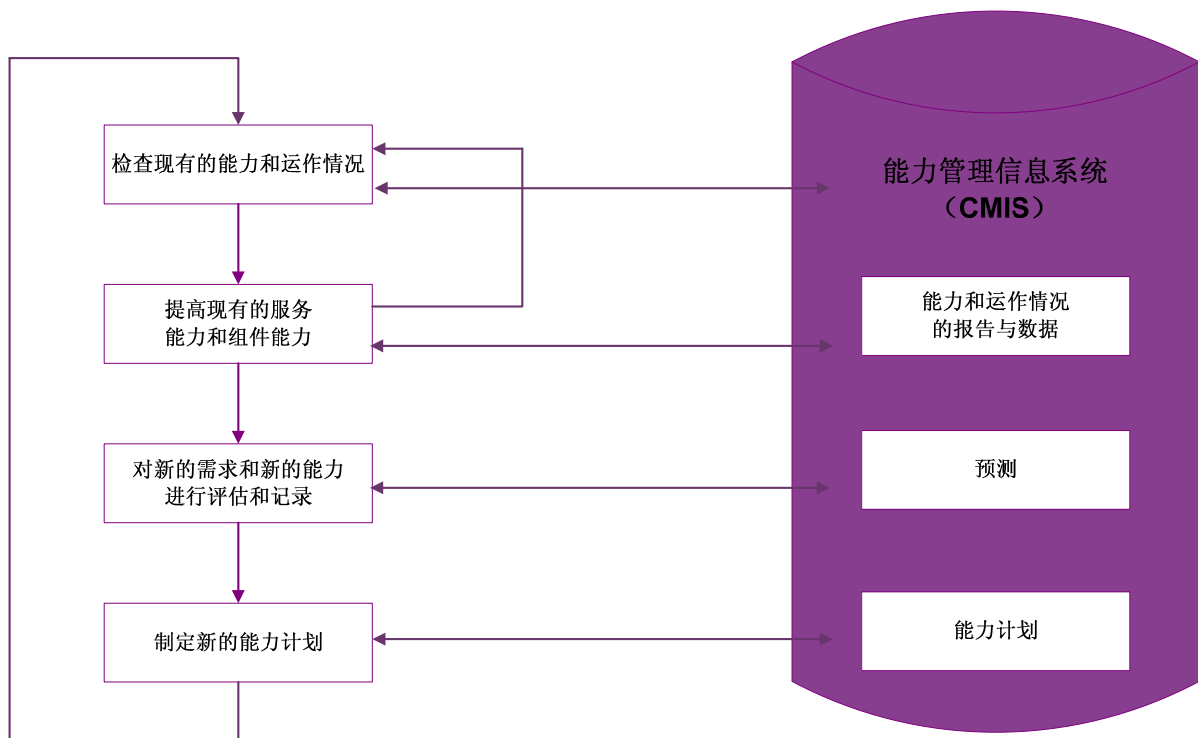 检查现有的能力和运作情况
提高现有的服务
能力和组件能力
对新的需求和新的能力
进行评估和记录
制定新的能力计划
能力管理信息系统
（CMIS）
能力和运作情况
的报告与数据
预测
能力计划